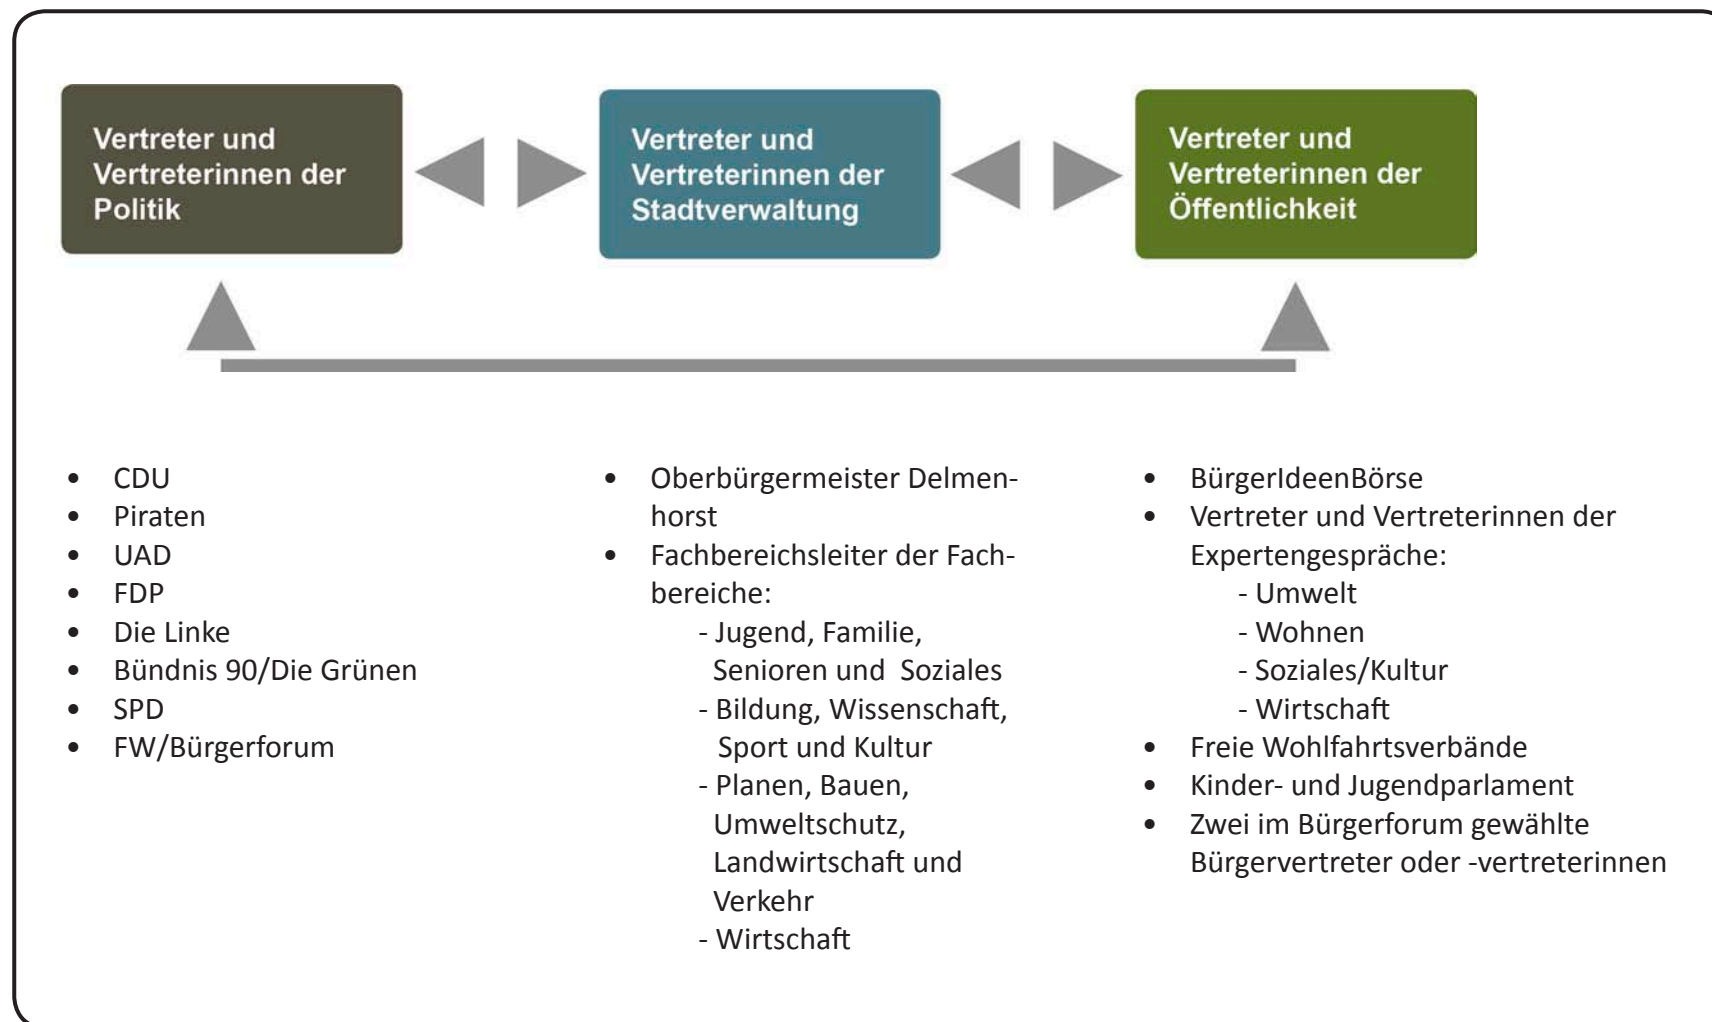 Vertreter und
Vertreterinnen der
Politik
Vertreter und
Vertreterinnen der
Stadtverwaltung
Vertreter und
Vertreterinnen der
Öffentlichkeit
• CDU
• Piraten
• UAD
• FDP
• Die Linke
• Bündnis 90/Die Grünen
• SPD
• FW/Bürgerforum
• Oberbürgermeister Delmen-
horst
• Fachbereichsleiter der Fach-
bereiche:
- Jugend, Familie,
Senioren und Soziales
- Bildung, Wissenschaft,
Sport und Kultur
- Planen, Bauen,
Umweltschutz,
Landwirtschaft und
Verkehr
- Wirtschaft
• BürgerIdeenBörse
• Vertreter und Vertreterinnen der
Expertengespräche:
- Umwelt
- Wohnen
- Soziales/Kultur
- Wirtschaft
• Freie Wohlfahrtsverbände
• Kinder- und Jugendparlament
• Zwei im Bürgerforum gewählte
Bürgervertreter oder -vertreterinnen